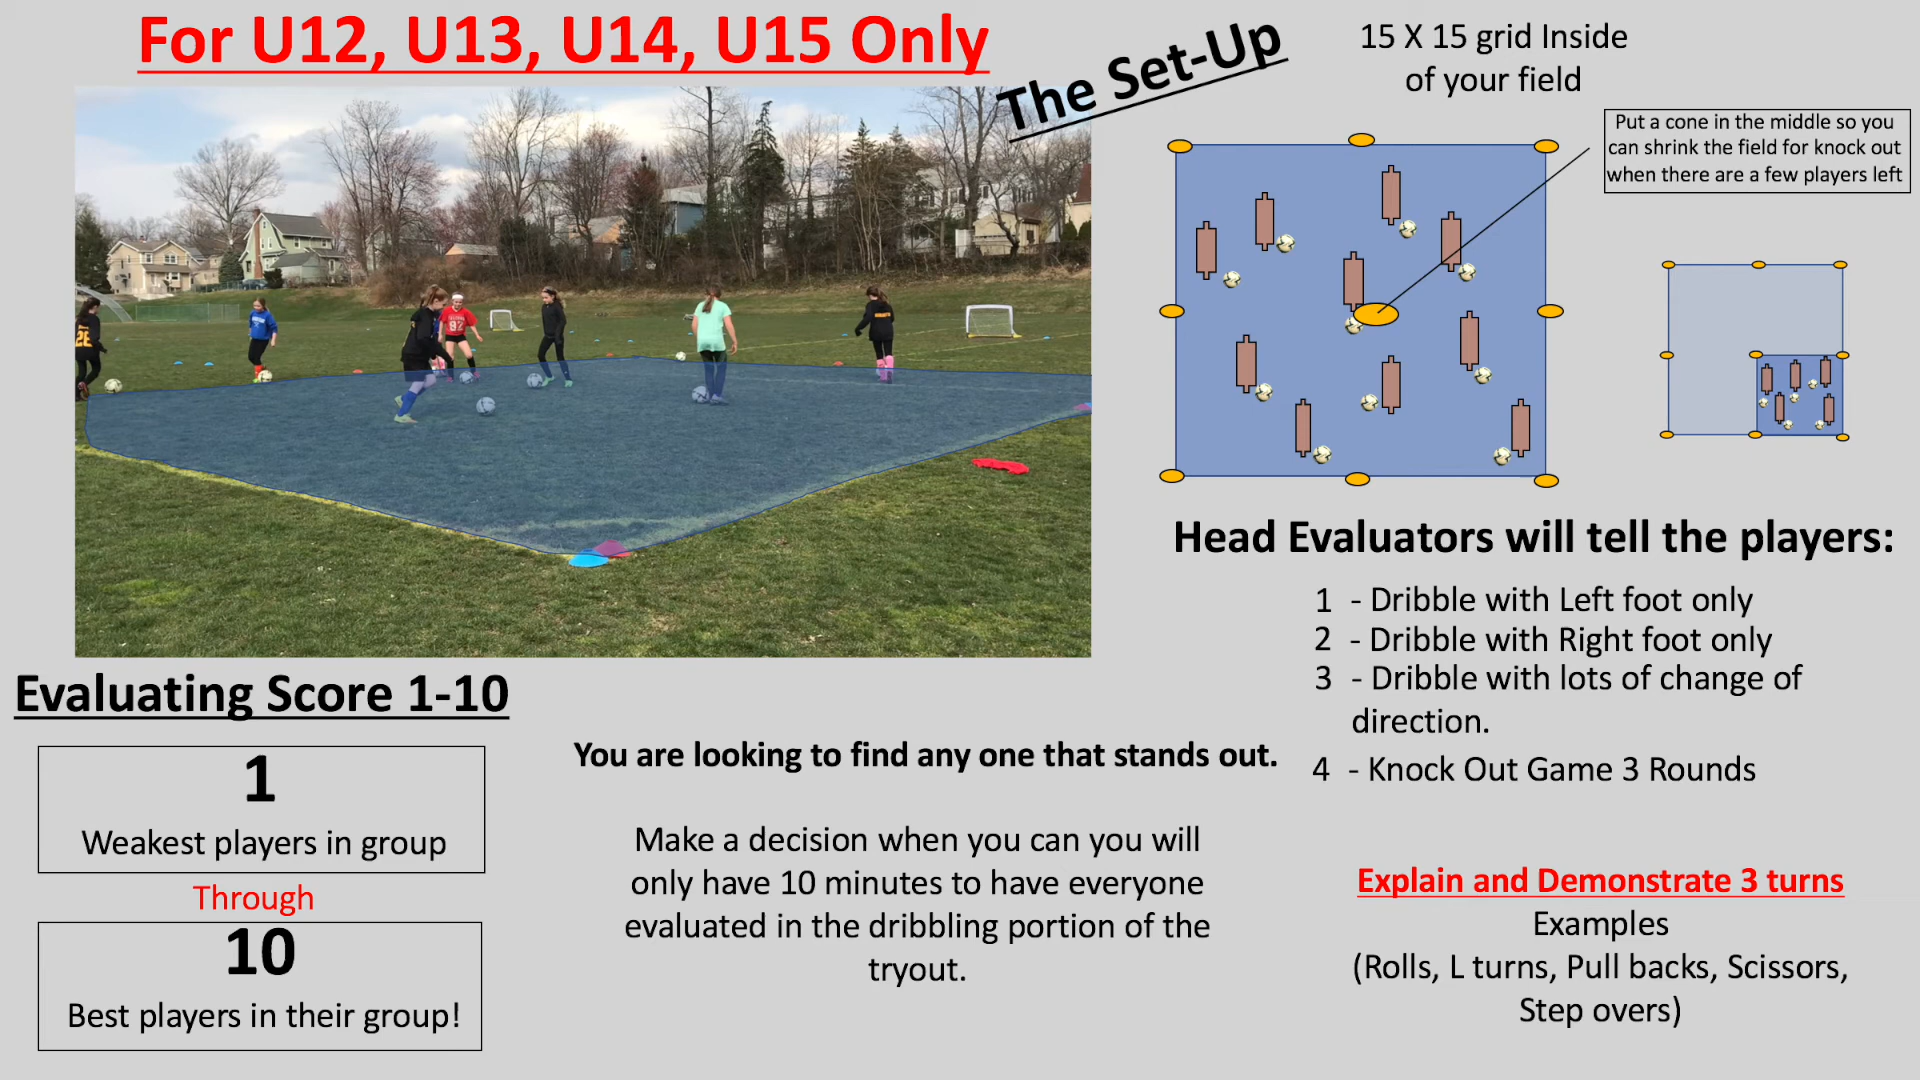 For U12, U13, U14, U15 Only
The Set-Up
15 X 15 grid Inside
of your field
Put a cone in the middle so you
can shrink the field for knock out
when there are a few players left
Head Evaluators will tell the players:
1 - Dribble with Left foot only
2 - Dribble with Right foot only
3 - Dribble with lots of change of
direction.
4 - Knock Out Game 3 Rounds
Explain and Demonstrate 3 turns
Examples
(Rolls, L turns, Pull backs, Scissors,
Step overs)
Evaluating Score 1-10
1
Weakest players in group
Through
10
Best players in their group!
You are looking to find any one that stands out.
Make a decision when you can you will
only have 10 minutes to have everyone
evaluated in the dribbling portion of the
tryout.